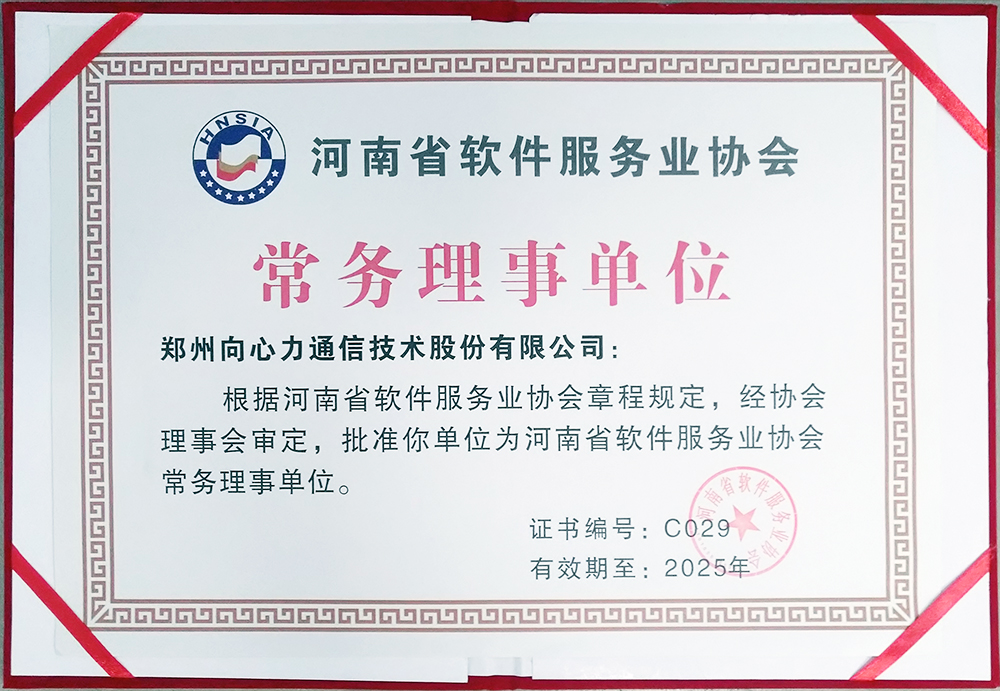 HNSIA
河南省软件服务业协会
常务理事单位
郑州向心力通信技术股份有限公司:
根据河南省软件服务业协会章程规定，经协会
理事会审定，批准你单位为河南省软件服务业协会
常务理事单位。
河南省软件服务业协会
证书编号: C029
有效期至: 2025年